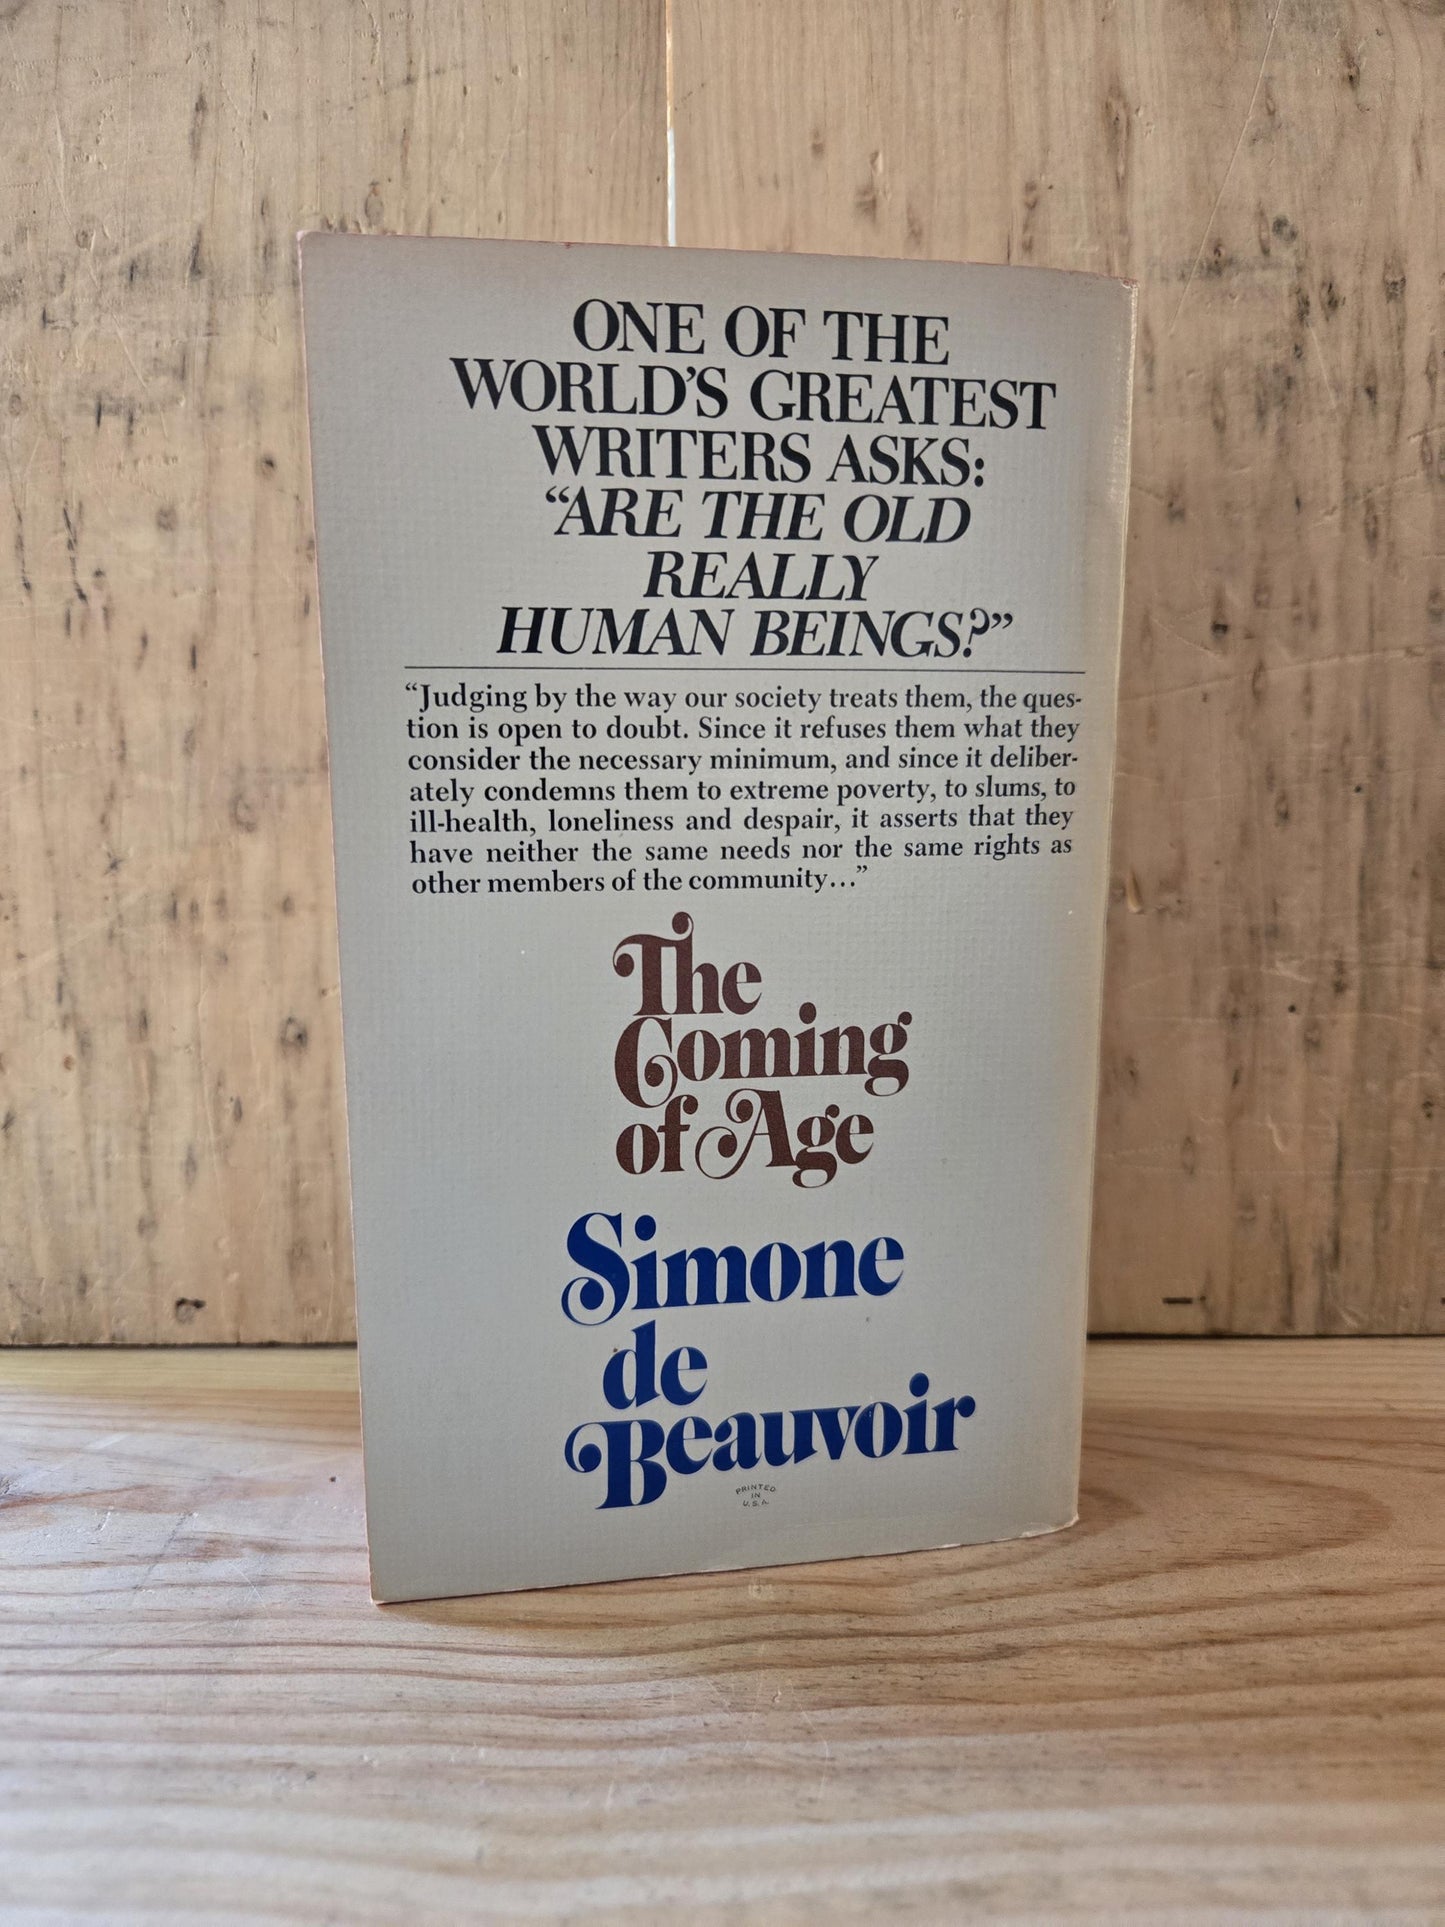 ONE OF THE
WORLD'S GREATEST
WRITERS ASKS:
“ARE THE OLD
REALLY
HUMAN BEINGS?”
“Judging by the way our society treats them, the ques-
tion is open to doubt. Since it refuses them what they
consider the necessary minimum, and since it deliber-
ately condemns them to extreme poverty, to slums, to
ill-health, loneliness and despair, it asserts that they
have neither the same needs nor the same rights as
other members of the community...”
The
Coming
of Age
Simone
de
Beauvoir
PRINTED
IN
U.S.A.